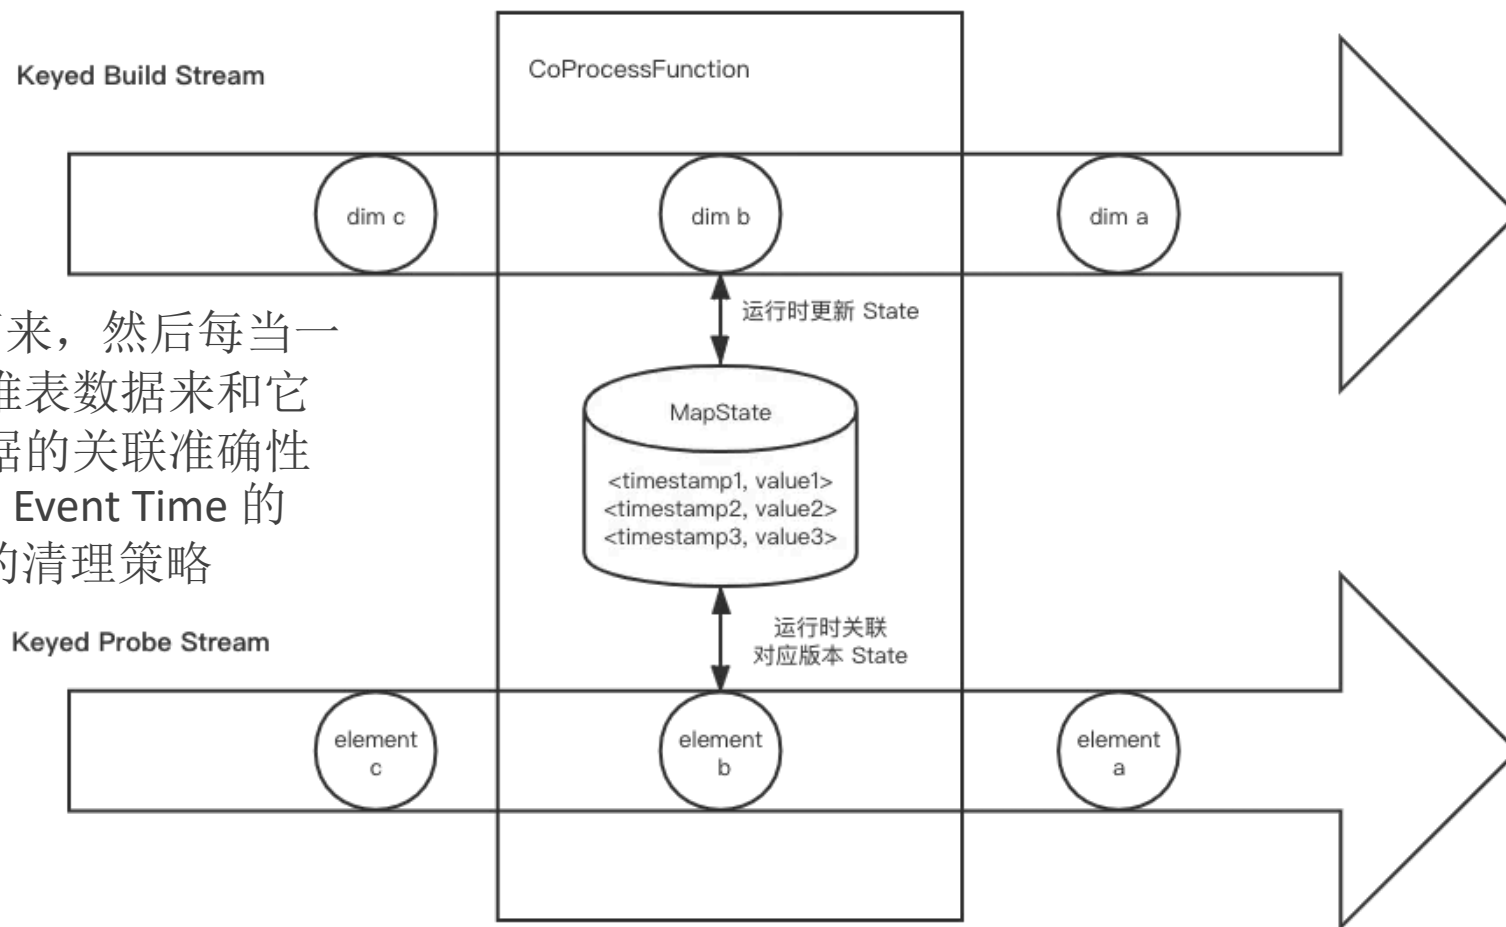 Keyed Build Stream
CoProcessFunction
dim c
dim b
dim a
运行时更新 State
来，然后每当一
表数据来和它
据的关联准确性
Event Time 的
的清理策略
MapState
<timestamp1, value1>
<timestamp2, value2>
<timestamp3, value3>
Keyed Probe Stream
运行时关联
对应版本 State
element
c
element
b
element
a